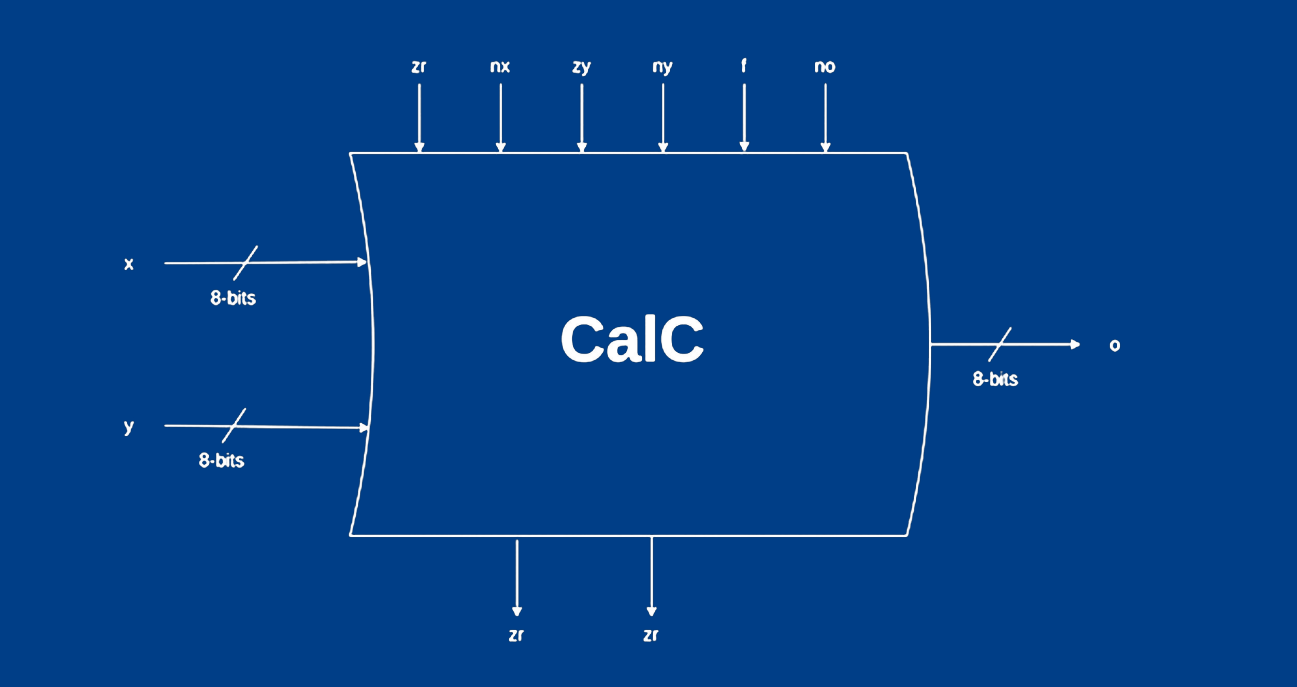 zr nx zy ny f no
x
8-bits
CalC
o
8-bits
y
8-bits
zr zr